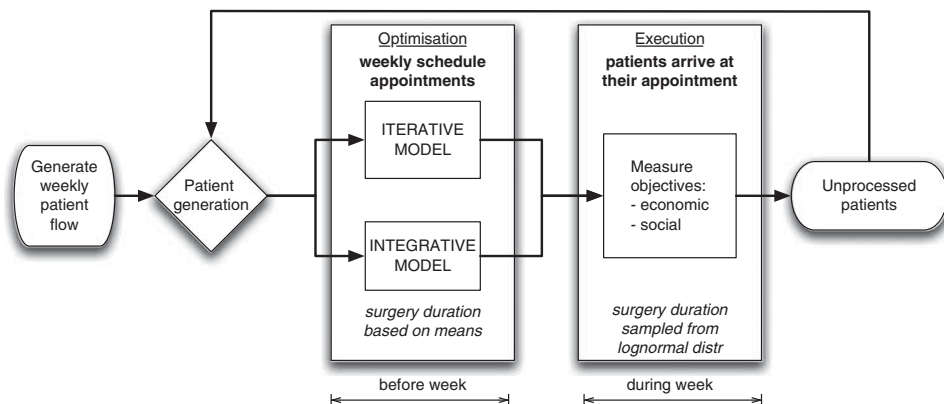 Generate
weekly
patient
flow
Patient
generation
Optimisation
weekly schedule
appointments
ITERATIVE
MODEL
INTEGRATIVE
MODEL
surgery duration
based on means
before week
Execution
patients arrive at
their appointment
Measure
objectives:
- economic
- social
surgery duration
sampled from
lognormal distr
during week
Unprocessed
patients